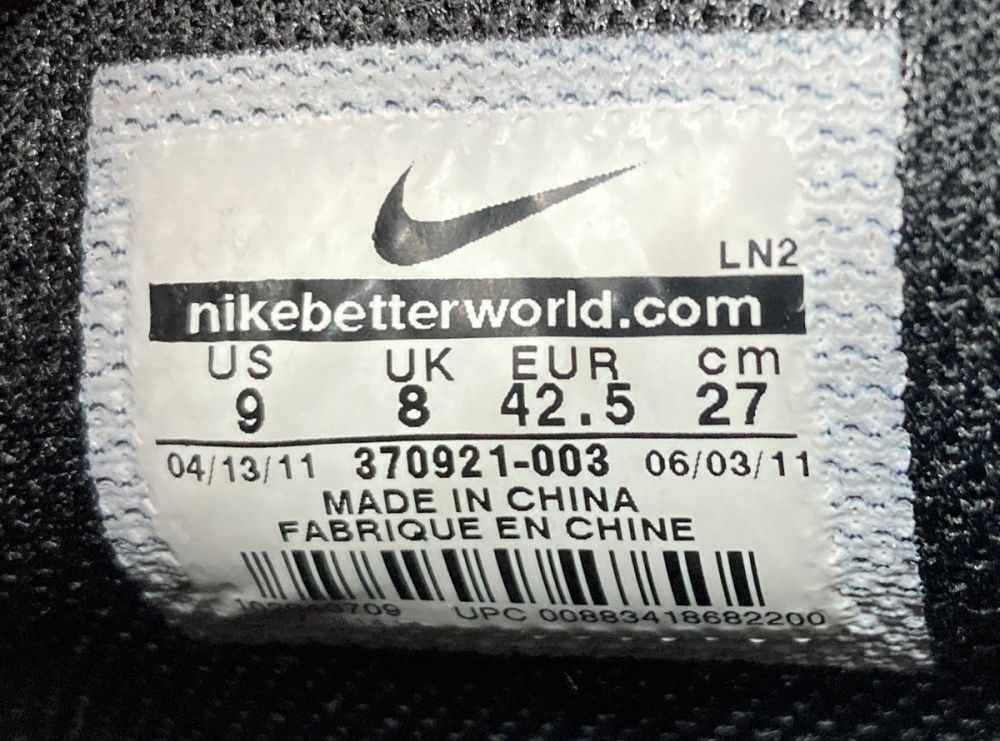 LN2
nikebetterworld.com
US UK EUR cm
9 8 42.5 27
04/13/11 370921-003 06/03/11
MADE IN CHINA
FABRIQUE EN CHINE
UPC 00883418682200